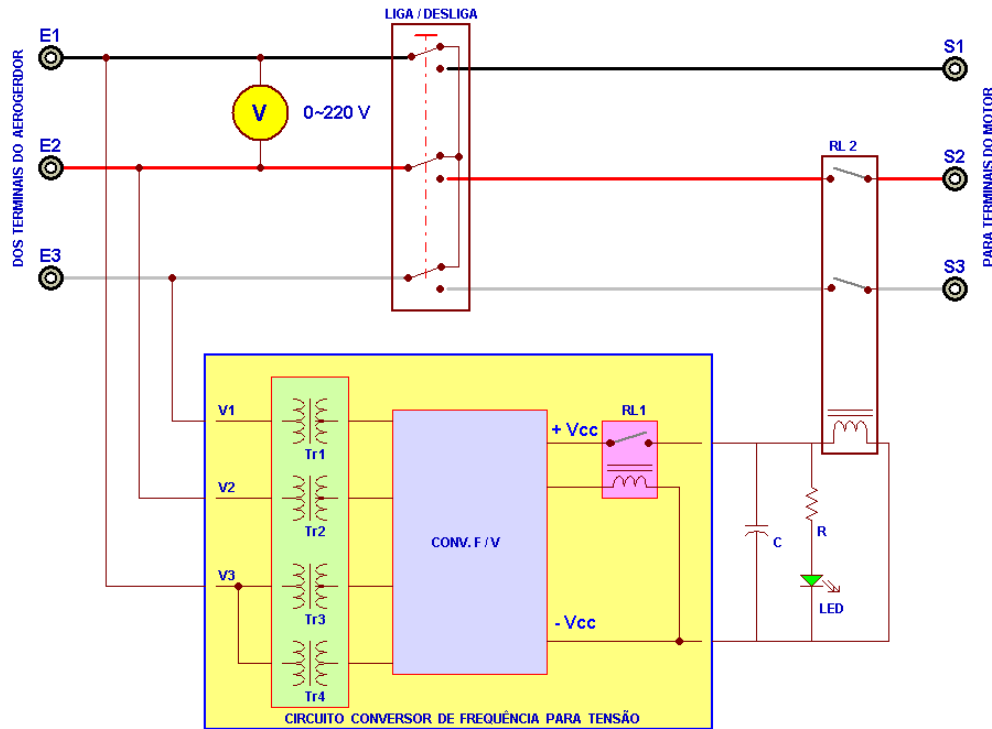 LIGA / DESLIGA
E1
S1
0~220 V
V
E2
RL 2
S2
E3
S3
DOS TERMINAIS DO AEROGERDOR
PARA TERMINAIS DO MOTOR
V1
Tr1
+ Vcc
RL1
V2
Tr2
CONV. F / V
C
R
V3
Tr3
- Vcc
LED
Tr4
CIRCUITO CONVERSOR DE FREQUÊNCIA PARA TENSÃO